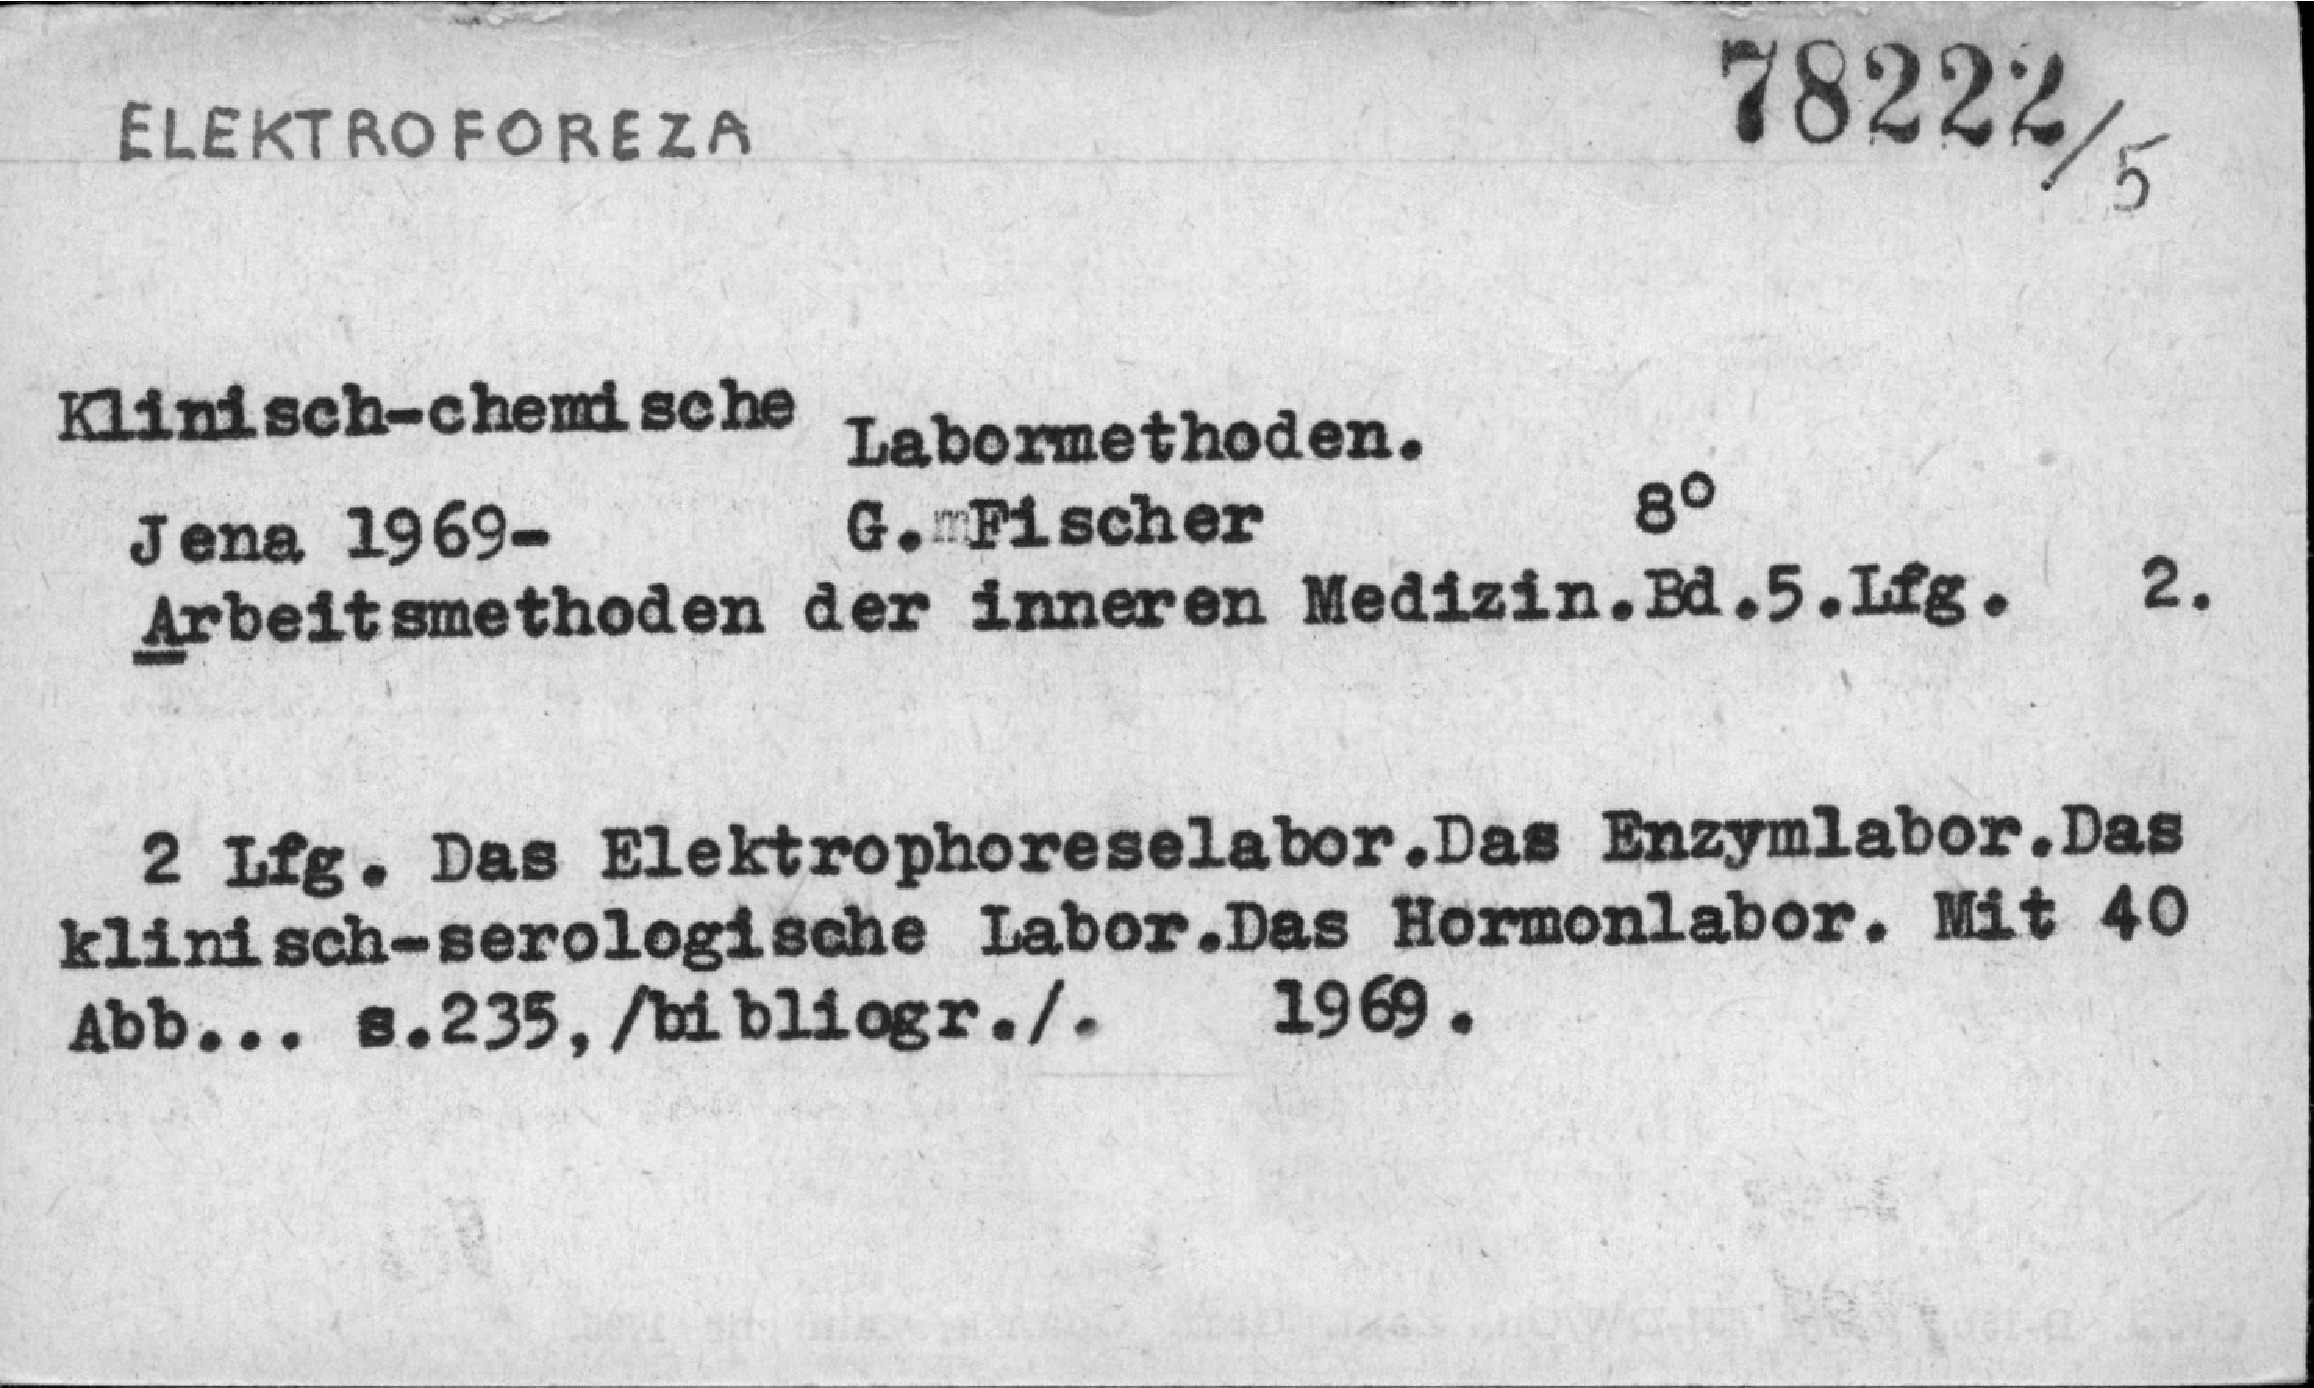 ELEKTROFOREZA
78222/5
Klinisch-chemische Labormethoden.
Jena 1969- G. Fischer 8°
Arbeitsmethoden der inneren Medizin.Bd.5.Lfg. 2.
2 Lfg. Das Elektrophoreselabor.Das Enzymlabor.Das
klinisch-serologische Labor.Das Hormonlabor. Mit 40
Abb... s.235,/bibliogr./. 1969.